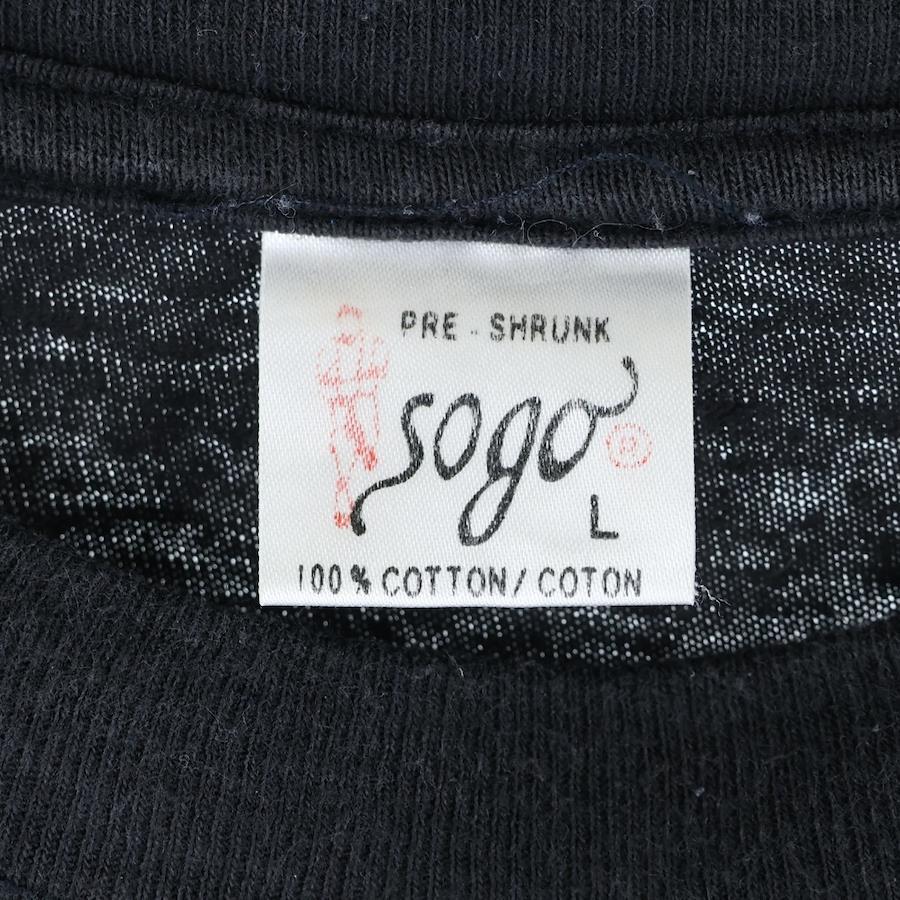 PRE - SHRUNK
sogo ®
L
100% COTTON / COTON